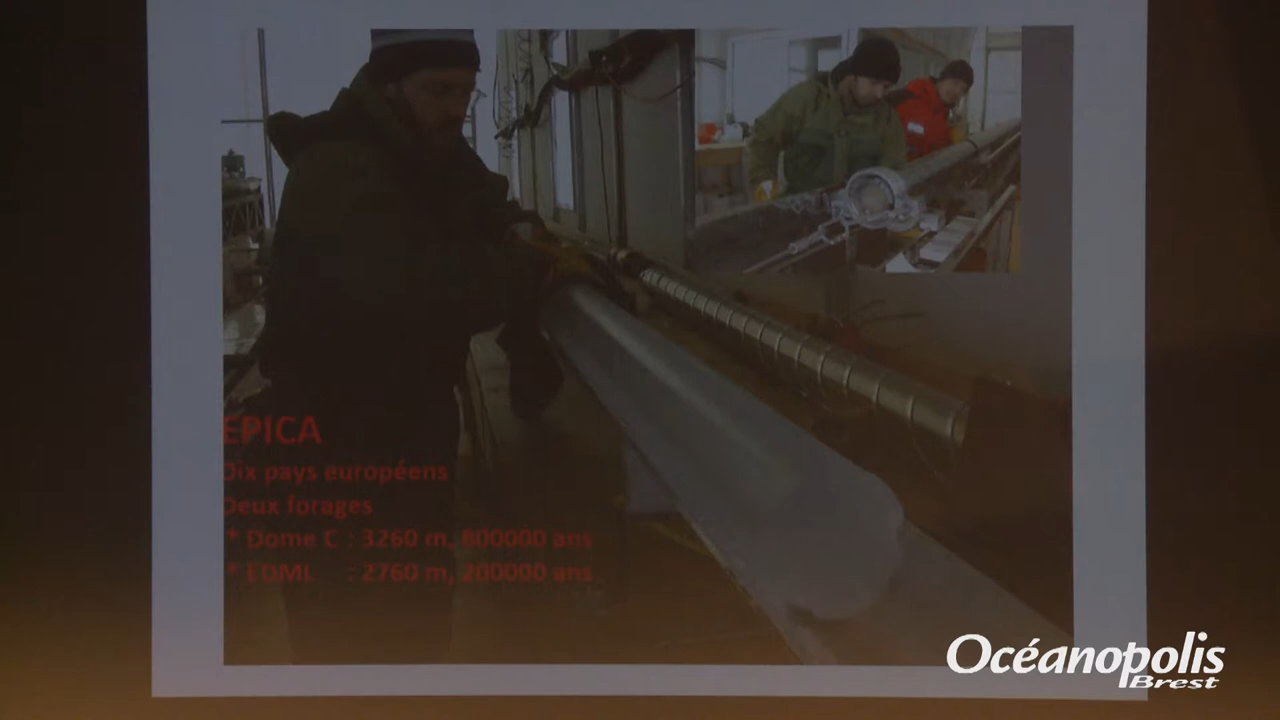 EPICA
Dix pays européens
Deux forages
* Dome C : 3260 m, 800000 ans
* EDML : 2760 m, 200000 ans
Océanopolis
Brest